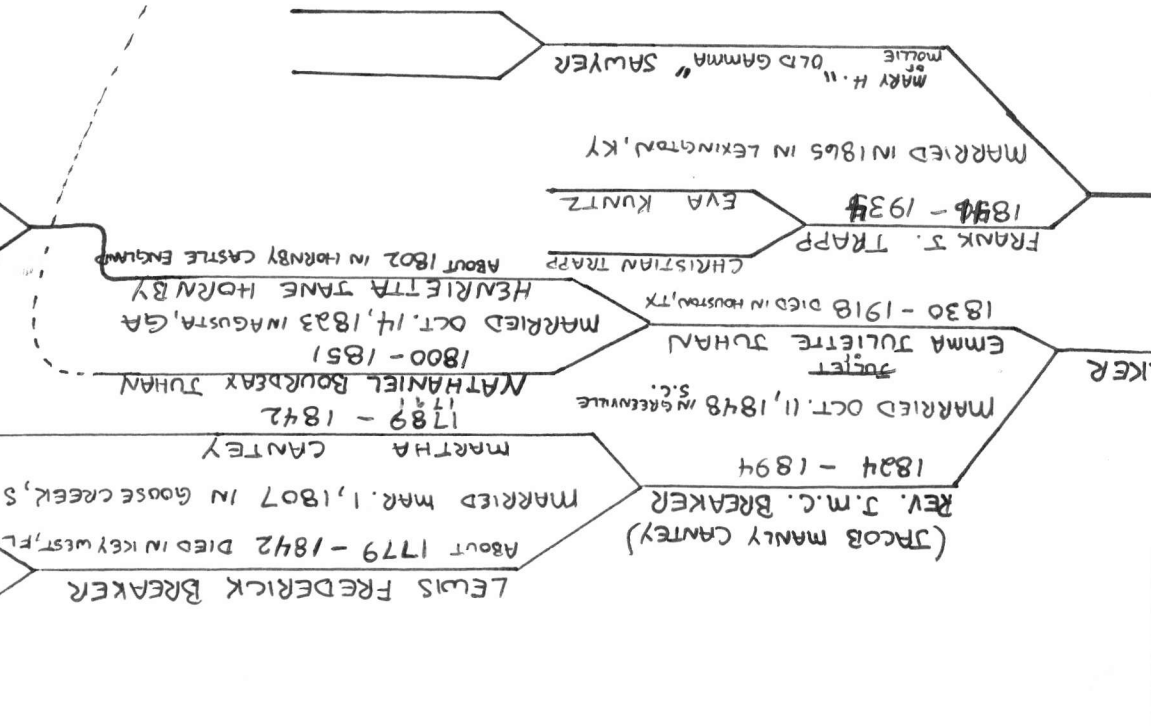 LEWIS FREDERICK BREAKER
ABOUT 1779 - 1842 DIED IN KEY WEST, FL
(JACOB MANLY CANTEY)
REV. J.M.C. BREAKER
1824 - 1894
MARRIED MAR. 1, 1807 IN GOOSE CREEK, S
MARTHA CANTEY
1789 - 1842
MARRIED OCT. 11, 1848 IN GREENVILLE
S.C.
KER
NATHANIEL BOURDEAX JUHAN
1800 - 1851
EMMA JULIETTE JUHAN
1830 - 1918 DIED IN HOUSTON, TX
MARRIED OCT. 14, 1823 IN AGUSTA, GA
HENRIETTA JANE HORNBY
ABOUT 1802 IN HORNBY CASTLE ENGLAND
FRANK J. TRAPP
CHRISTIAN TRAPP
EVA KUNTZ
MARRIED IN 1865 IN LEXINGTON, KY
MARY H. "OLD GAMMA" SAWYER
OR
MOLLIE